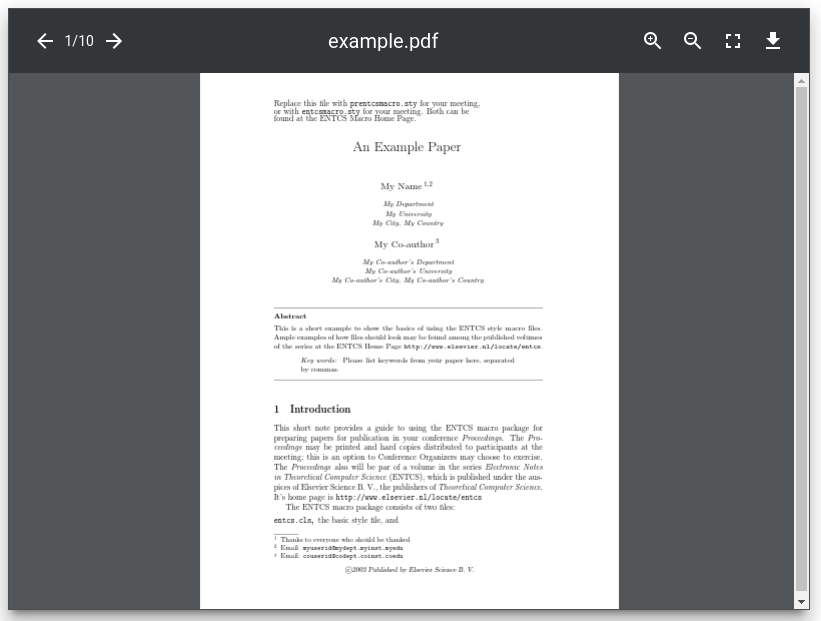 1/10
example.pdf
Replace this file with prentcsmacro.sty for your meeting,
or with entcsmacro.sty for your meeting. Both can be
found at the ENTCS Macro Home Page.
An Example Paper
My Name 1,2
My Department
My University
My City, My Country
My Co-author 3
My Co-author's Department
My Co-author's University
My Co-author's City, My Co-author's Country
Abstract
This is a short example to show the basics of using the ENTCS style macro files.
Ample examples of how files should look may be found among the published volumes
of the series at the ENTCS Home Page http://www.elsevier.nl/locate/entcs.
Key words: Please list keywords from your paper here, separated
by commas.
1 Introduction
This short note provides a guide to using the ENTCS macro package for
preparing papers for publication in your conference Proceedings. The Pro-
ceedings may be printed and hard copies distributed to participants at the
meeting; this is an option to Conference Organizers may choose to exercise.
The Proceedings also will be par of a volume in the series Electronic Notes
in Theoretical Computer Science (ENTCS), which is published under the aus-
pices of Elsevier Science B. V., the publishers of Theoretical Computer Science.
It's home page is http://www.elsevier.nl/locate/entcs
The ENTCS macro package consists of two files:
entcs.cls, the basic style file, and
1 Thanks to everyone who should be thanked
2 Email: myuserid@mydept.myinst.myedu
3 Email: couserid@codept.coinst.coedu
©2003 Published by Elsevier Science B. V.